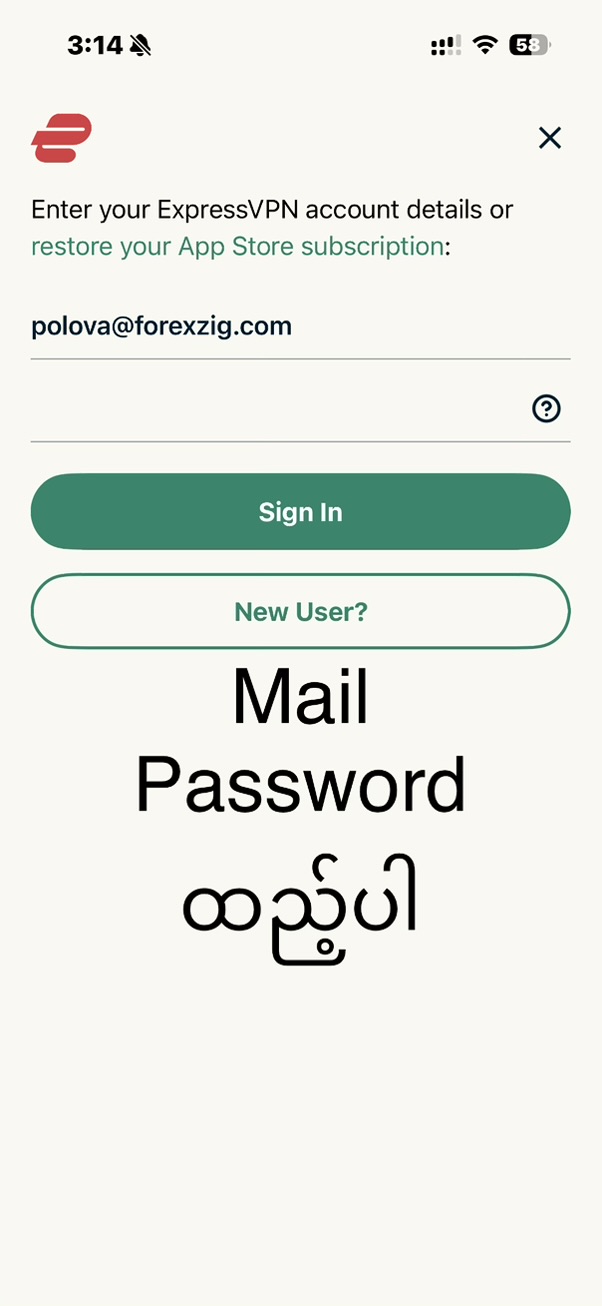 3:14
58
Enter your ExpressVPN account details or
restore your App Store subscription:
polova@forexzig.com
Sign In
New User?
Mail
Password
ထည့်ပါ